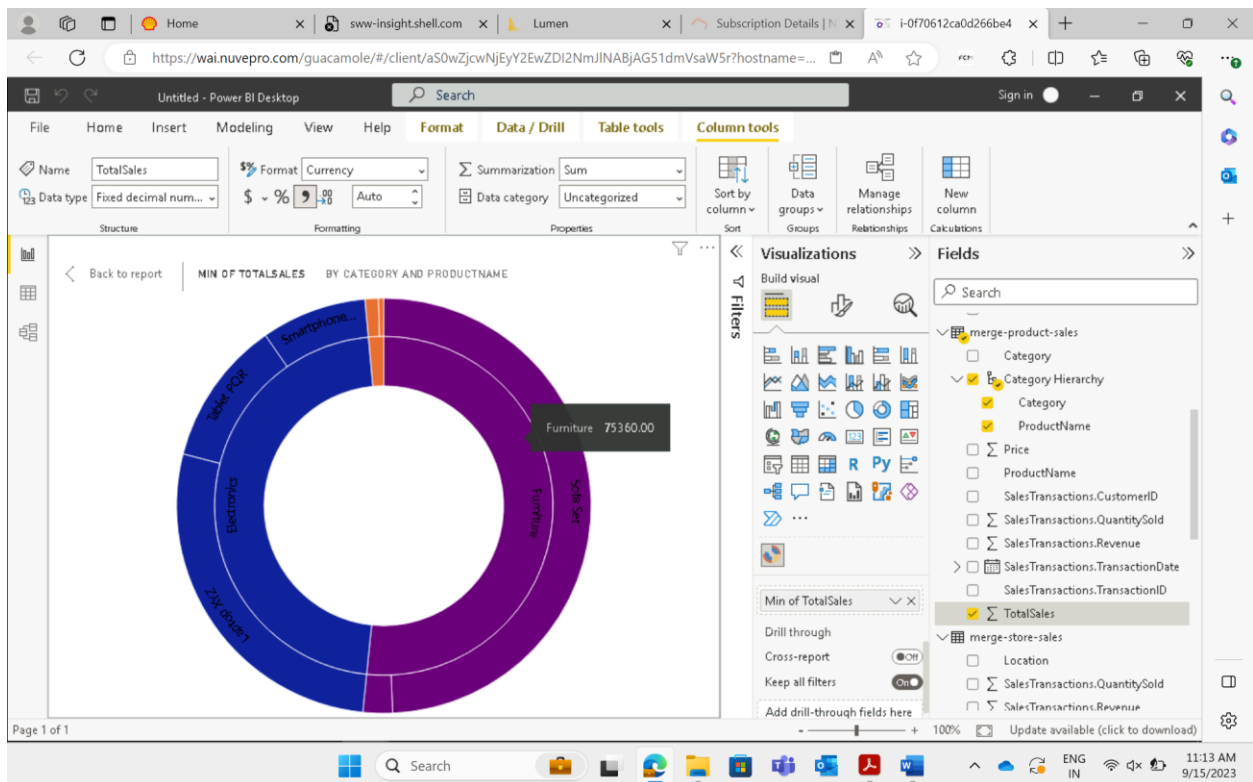 Home
sww-insight.shell.com
Lumen
Subscription Details | N
i-0f70612ca0d266be4
https://wai.nuvepro.com/guacamole/#/client/aS0wZjcwNjEyY2EwZDI2NmJlNABjAG51dmVsaW5r?hostname=...
Untitled - Power BI Desktop
Search
Sign in
File Home Insert Modeling View Help Format Data / Drill Table tools Column tools
Name TotalSales
Format Currency
Summarization Sum
Data type Fixed decimal num...
$ % Auto
Data category Uncategorized
Sort by column
Data groups
Manage relationships
New column
Structure Formatting Properties Sort Groups Relationships Calculations
Back to report
MIN OF TOTALSALES BY CATEGORY AND PRODUCTNAME
Smartphone...
Tablet PQR
Electronics
Laptop XYZ
Furniture
Sofa Set
Furniture 75360.00
Filters
Visualizations
Build visual
R Py
123
...
Min of TotalSales
Drill through
Cross-report Off
Keep all filters On
Add drill-through fields here
Fields
Search
merge-product-sales
Category
Category Hierarchy
Category
ProductName
Price
ProductName
SalesTransactions.CustomerID
SalesTransactions.QuantitySold
SalesTransactions.Revenue
SalesTransactions.TransactionDate
SalesTransactions.TransactionID
TotalSales
merge-store-sales
Location
SalesTransactions.QuantitySold
SalesTransactions.Revenue
Page 1 of 1
- + 100%
Update available (click to download)
Search
ENG
IN
11:13 AM
9/15/2023